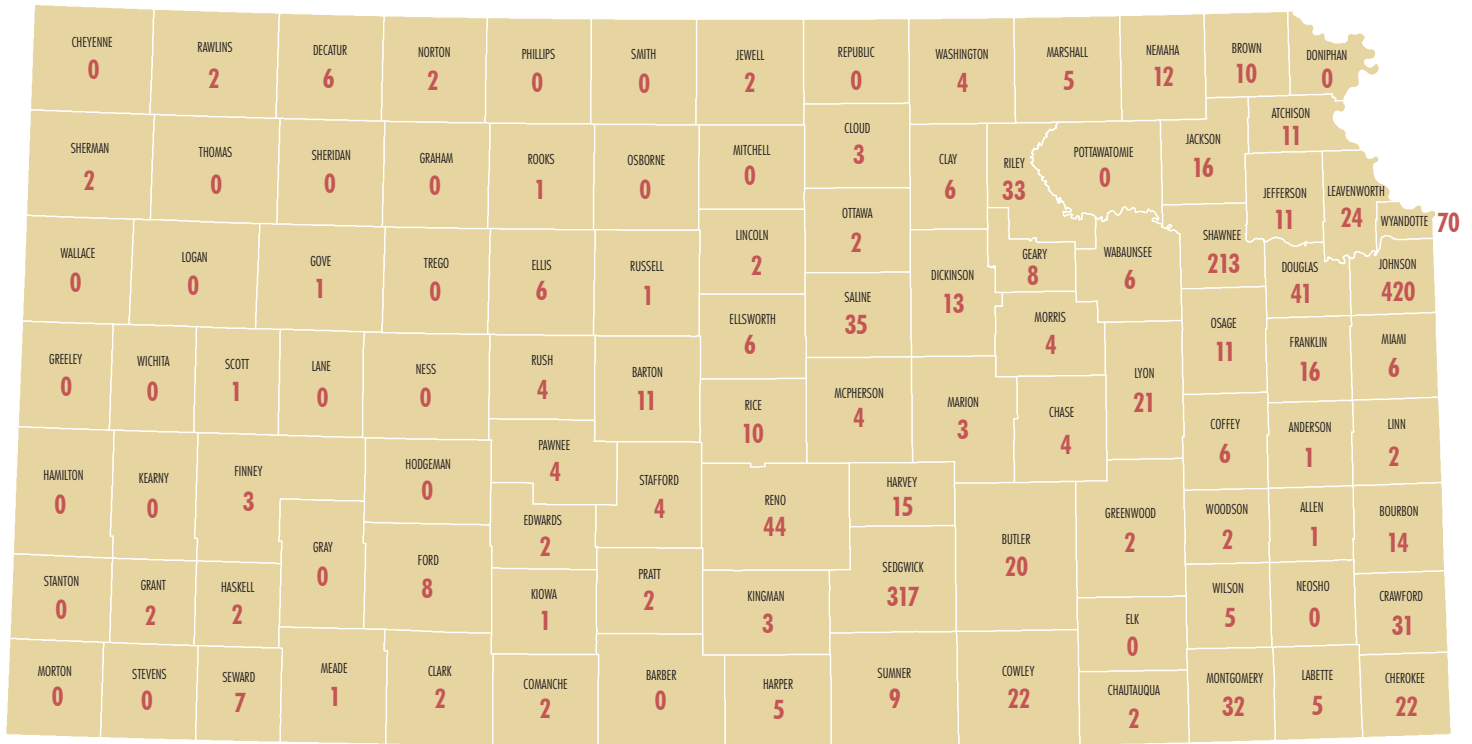 CHEYENNE
0
RAWLINS
2
DECATUR
6
NORTON
2
PHILLIPS
0
SMITH
0
JEWELL
2
REPUBLIC
0
WASHINGTON
4
MARSHALL
5
NEMAHA
12
BROWN
10
DONIPHAN
0
SHERMAN
2
THOMAS
0
SHERIDAN
0
GRAHAM
0
ROOKS
1
OSBORNE
0
MITCHELL
0
CLOUD
3
CLAY
6
RILEY
33
POTTAWATOMIE
0
JACKSON
16
ATCHISON
11
JEFFERSON
11
LEAVENWORTH
24
WYANDOTTE
70
WALLACE
0
LOGAN
0
GOVE
1
TREGO
0
ELLIS
6
RUSSELL
1
LINCOLN
2
OTTAWA
2
SALINE
35
DICKINSON
13
GEARY
8
WABAUNSEE
6
SHAWNEE
213
DOUGLAS
41
JOHNSON
420
GREELEY
0
WICHITA
0
SCOTT
1
LANE
0
NESS
0
RUSH
4
BARTON
11
ELLSWORTH
6
RICE
10
MCPHERSON
4
MARION
3
MORRIS
4
CHASE
4
LYON
21
OSAGE
11
FRANKLIN
16
MIAMI
6
COFFEY
6
ANDERSON
1
LINN
2
HAMILTON
0
KEARNY
0
FINNEY
3
HODGEMAN
0
PAWNEE
4
STAFFORD
4
RENO
44
HARVEY
15
GRAY
0
FORD
8
EDWARDS
2
KIOWA
1
PRATT
2
KINGMAN
3
SEDGWICK
317
BUTLER
20
GREENWOOD
2
WOODSON
2
ALLEN
1
BOURBON
14
STANTON
0
GRANT
2
HASKELL
2
ELK
0
WILSON
5
NEOSHO
0
CRAWFORD
31
MORTON
0
STEVENS
0
SEWARD
7
MEADE
1
CLARK
2
COMANCHE
2
BARBER
0
HARPER
5
SUMNER
9
COWLEY
22
CHAUTAUQUA
2
MONTGOMERY
32
LABETTE
5
CHEROKEE
22